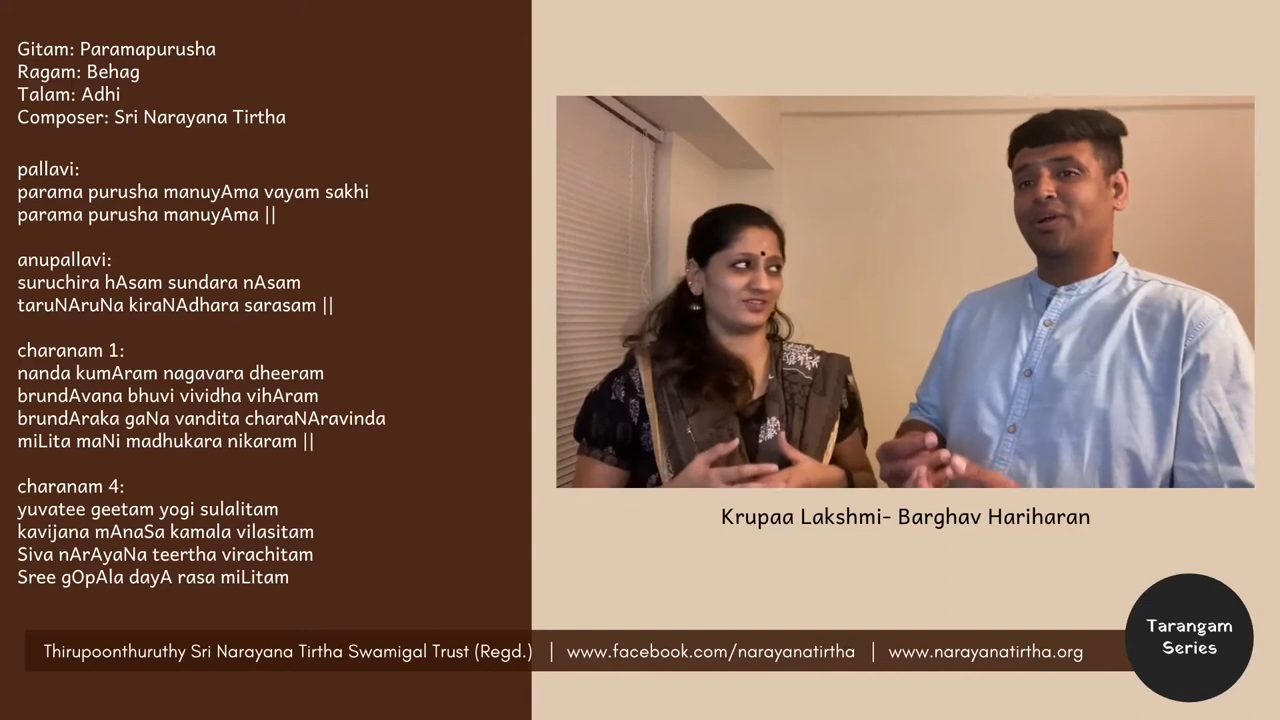 Gitam: Paramapurusha
Ragam: Behag
Talam: Adhi
Composer: Sri Narayana Tirtha
pallavi:
parama purusha manuyAma vayam sakhi
parama purusha manuyAma ||
anupallavi:
suruchira hAsam sundara nAsam
taruNAruNa kiraNAdhara sarasam ||
charanam 1:
nanda kumAram nagavara dheeram
brundAvana bhuvi vividha vihAram
brundAraka gaNa vandita charaNAravinda
miLita maNi madhukara nikaram ||
charanam 4:
yuvatee geetam yogi sulalitam
kavijana mAnaSa kamala vilasitam
Siva nArAyaNa teertha virachitam
Sree gOpAla dayA rasa miLitam
Krupaa Lakshmi- Barghav Hariharan
Thirupoonthuruthy Sri Narayana Tirtha Swamigal Trust (Regd.) | www.facebook.com/narayanatirtha | www.narayanatirtha.org
Tarangam
Series